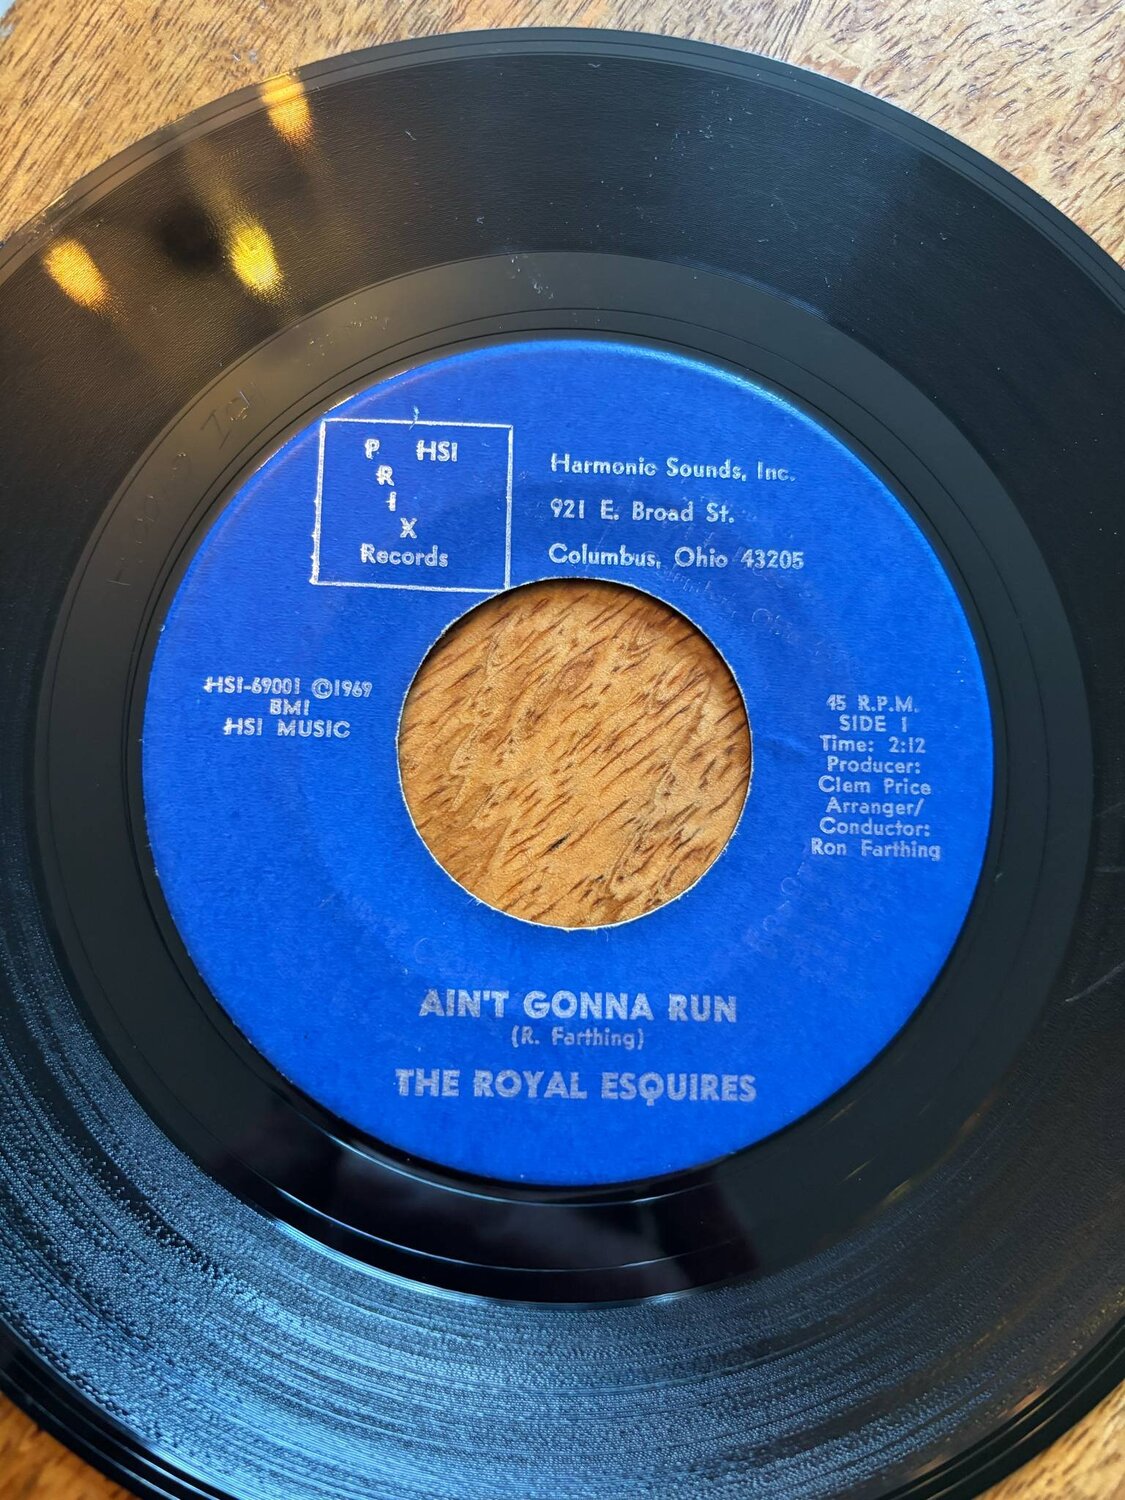 P HSI
R
I
X
Records
Harmonic Sounds, Inc.
921 E. Broad St.
Columbus, Ohio 43205
HSI-69001 ©1969
BMI
HSI MUSIC
45 R.P.M.
SIDE 1
Time: 2:12
Producer:
Clem Price
Arranger/
Conductor:
Ron Farthing
AIN'T GONNA RUN
(R. Farthing)
THE ROYAL ESQUIRES